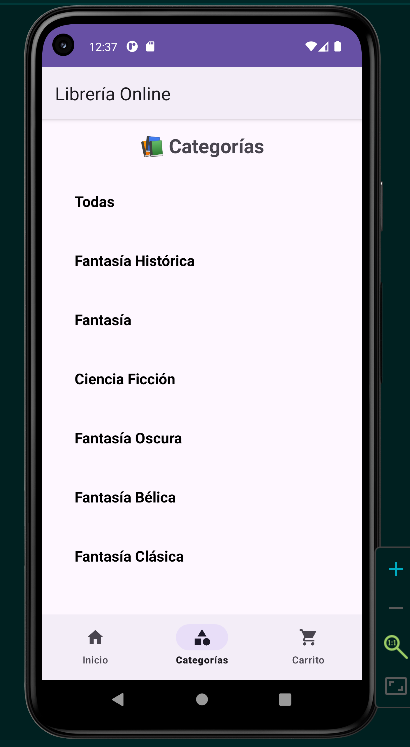 12:37
Librería Online
Categorías
Todas
Fantasía Histórica
Fantasía
Ciencia Ficción
Fantasía Oscura
Fantasía Bélica
Fantasía Clásica
Inicio
Categorías
Carrito
1:1